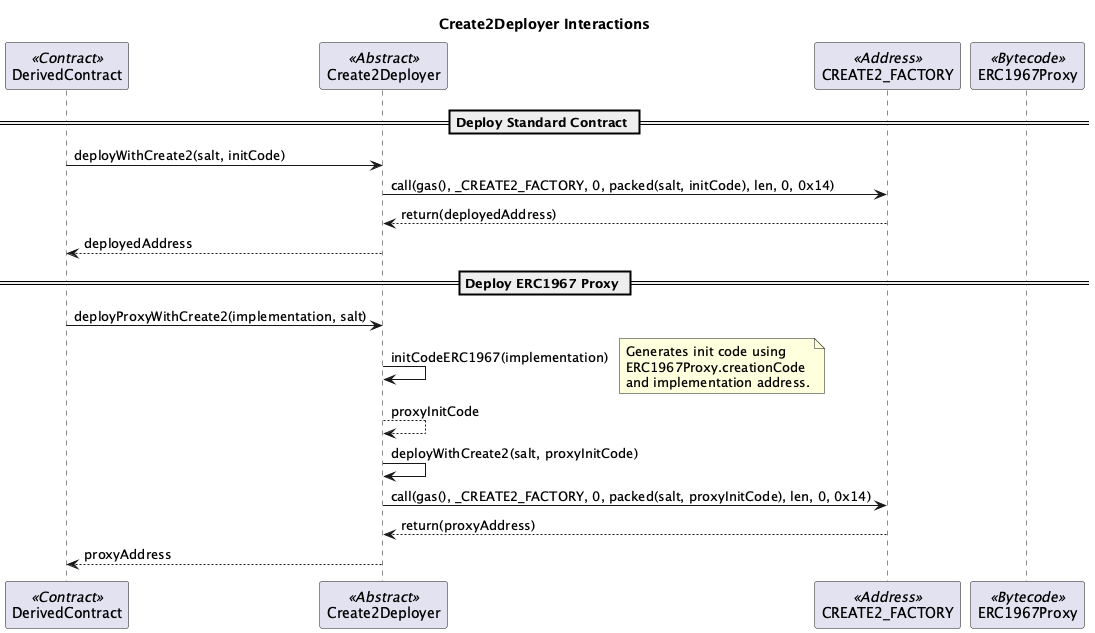 Create2Deployer Interactions
«Contract»
DerivedContract
«Abstract»
Create2Deployer
«Address»
CREATE2_FACTORY
«Bytecode»
ERC1967Proxy
Deploy Standard Contract
deployWithCreate2(salt, initCode)
call(gas(), _CREATE2_FACTORY, 0, packed(salt, initCode), len, 0, 0x14)
return(deployedAddress)
deployedAddress
Deploy ERC1967 Proxy
deployProxyWithCreate2(implementation, salt)
initCodeERC1967(implementation)
Generates init code using
ERC1967Proxy.creationCode
and implementation address.
proxyInitCode
deployWithCreate2(salt, proxyInitCode)
call(gas(), _CREATE2_FACTORY, 0, packed(salt, proxyInitCode), len, 0, 0x14)
return(proxyAddress)
proxyAddress
«Contract»
DerivedContract
«Abstract»
Create2Deployer
«Address»
CREATE2_FACTORY
«Bytecode»
ERC1967Proxy